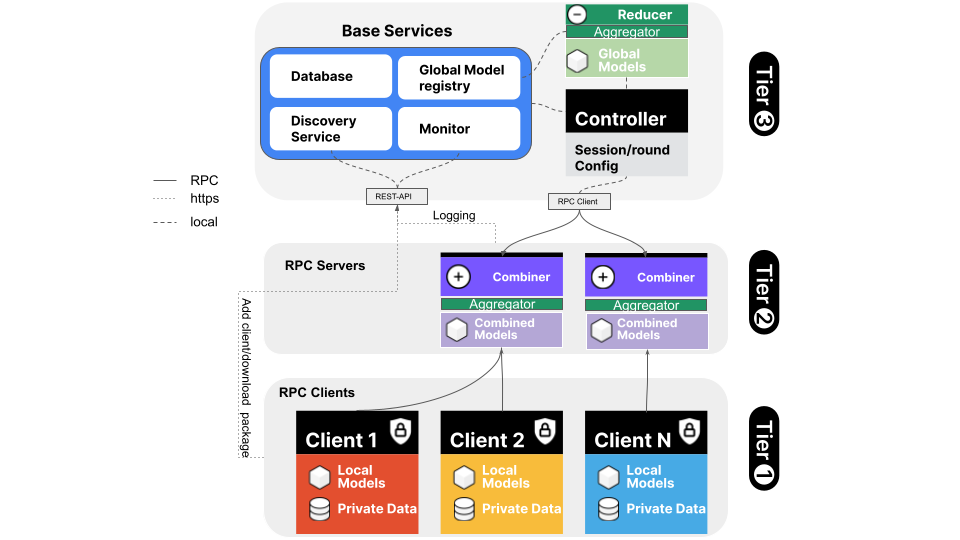 Base Services
Database
Global Model
registry
Discovery
Service
Monitor
Reducer
Aggregator
Global
Models
Controller
Session/round
Config
Tier 3
RPC
https
local
REST-API
RPC Client
Logging
RPC Servers
Combiner
Aggregator
Combined
Models
Combiner
Aggregator
Combined
Models
Tier 2
Add client/download package
RPC Clients
Client 1
Local
Models
Private Data
Client 2
Local
Models
Private Data
Client N
Local
Models
Private Data
Tier 1